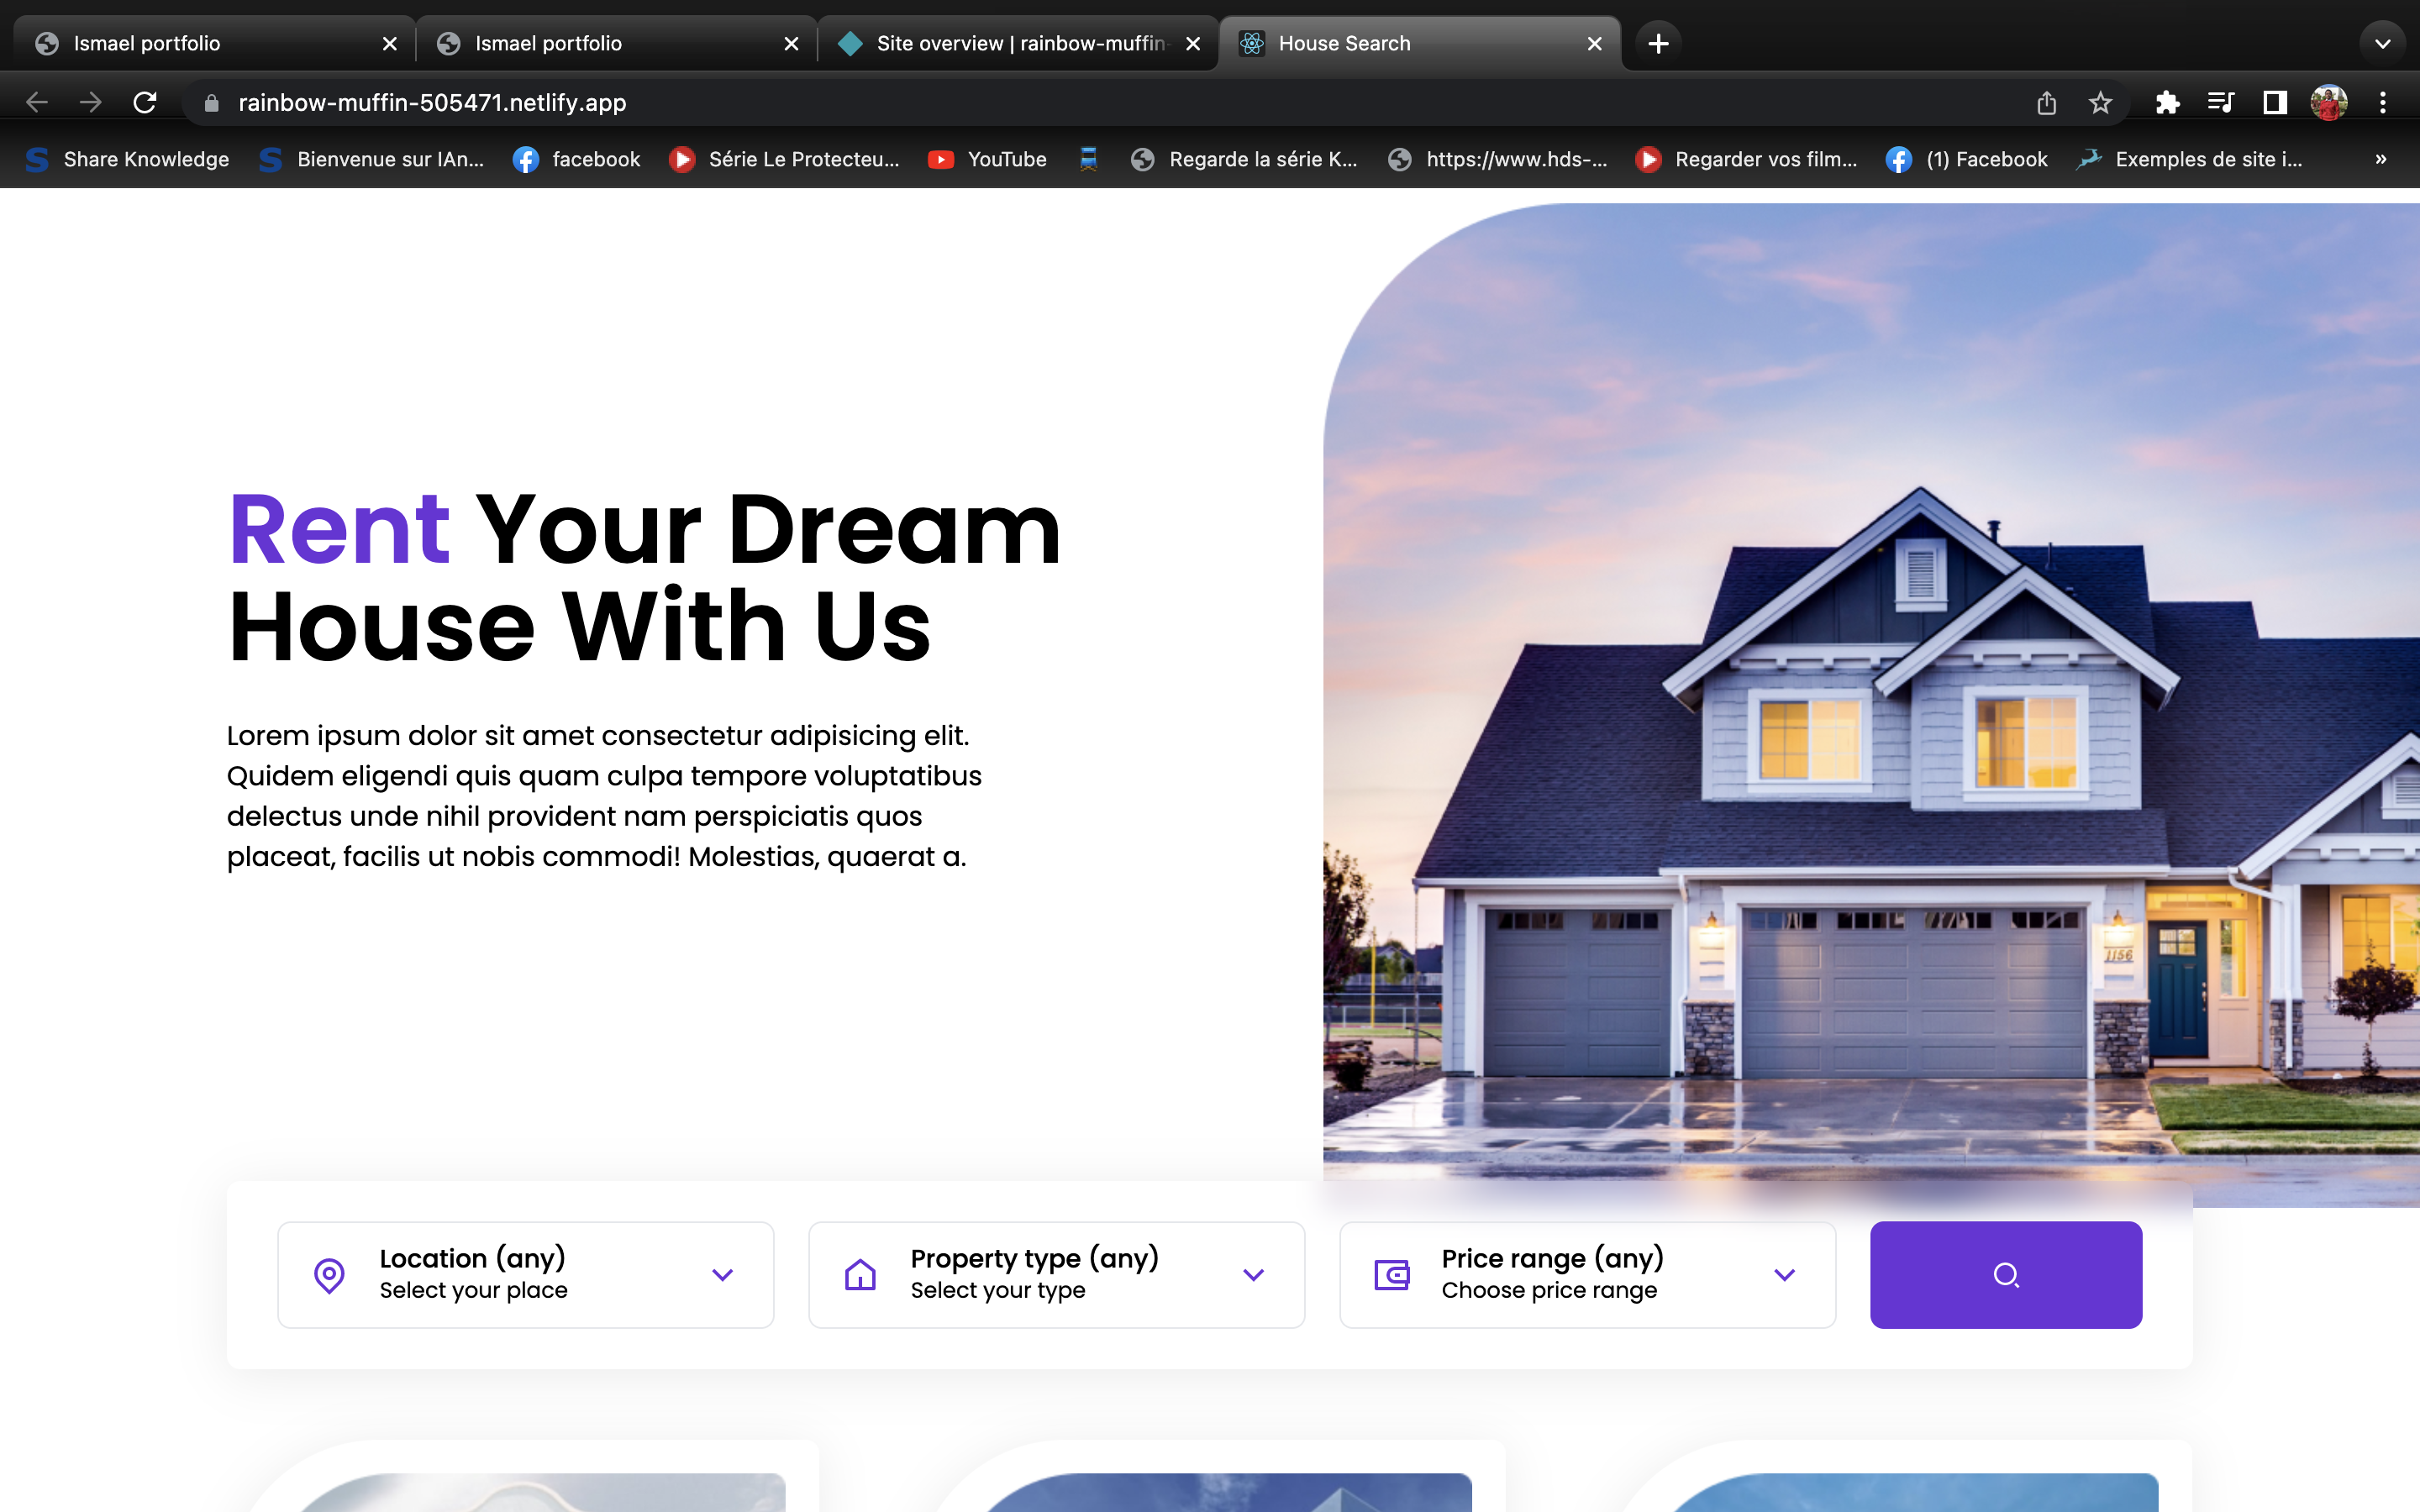 Ismael portfolio
Ismael portfolio
Site overview | rainbow-muffin-
House Search
rainbow-muffin-505471.netlify.app
Share Knowledge
Bienvenue sur IAn...
facebook
Série Le Protecteu...
YouTube
Regarde la série K...
https://www.hds-...
Regarder vos film...
(1) Facebook
Exemples de site i...
»
Rent Your Dream
House With Us
Lorem ipsum dolor sit amet consectetur adipisicing elit.
Quidem eligendi quis quam culpa tempore voluptatibus
delectus unde nihil provident nam perspiciatis quos
placeat, facilis ut nobis commodi! Molestias, quaerat a.
1156
Location (any)
Select your place
Property type (any)
Select your type
Price range (any)
Choose price range